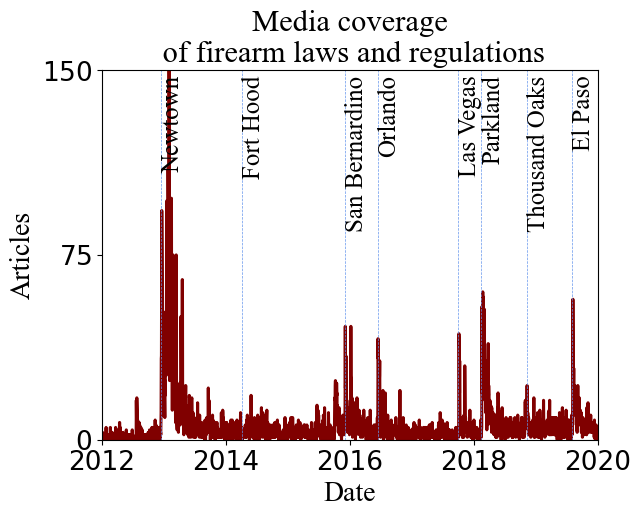 Media coverage
of firearm laws and regulations
150
75
0
Articles
Newtown
Fort Hood
San Bernardino
Orlando
Las Vegas
Parkland
Thousand Oaks
El Paso
2012 2014 2016 2018 2020
Date